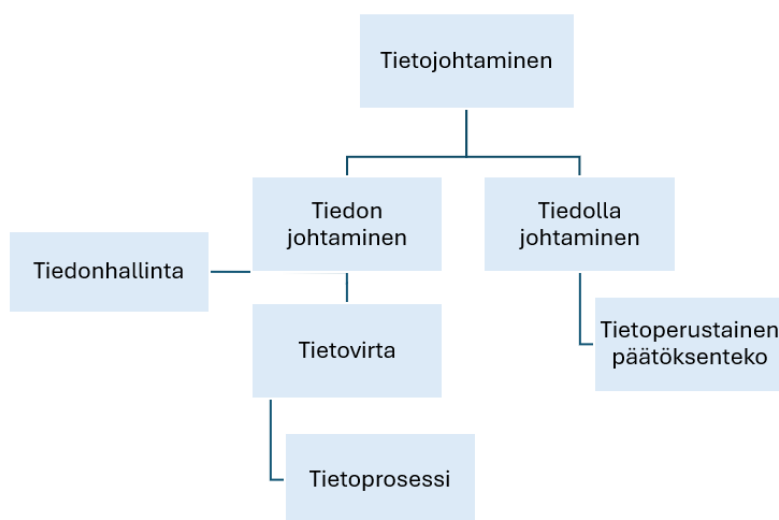 Tietojohtaminen
Tiedon
johtaminen
Tiedolla
johtaminen
Tiedonhallinta
Tietovirta
Tietoperustainen
päätöksenteko
Tietoprosessi